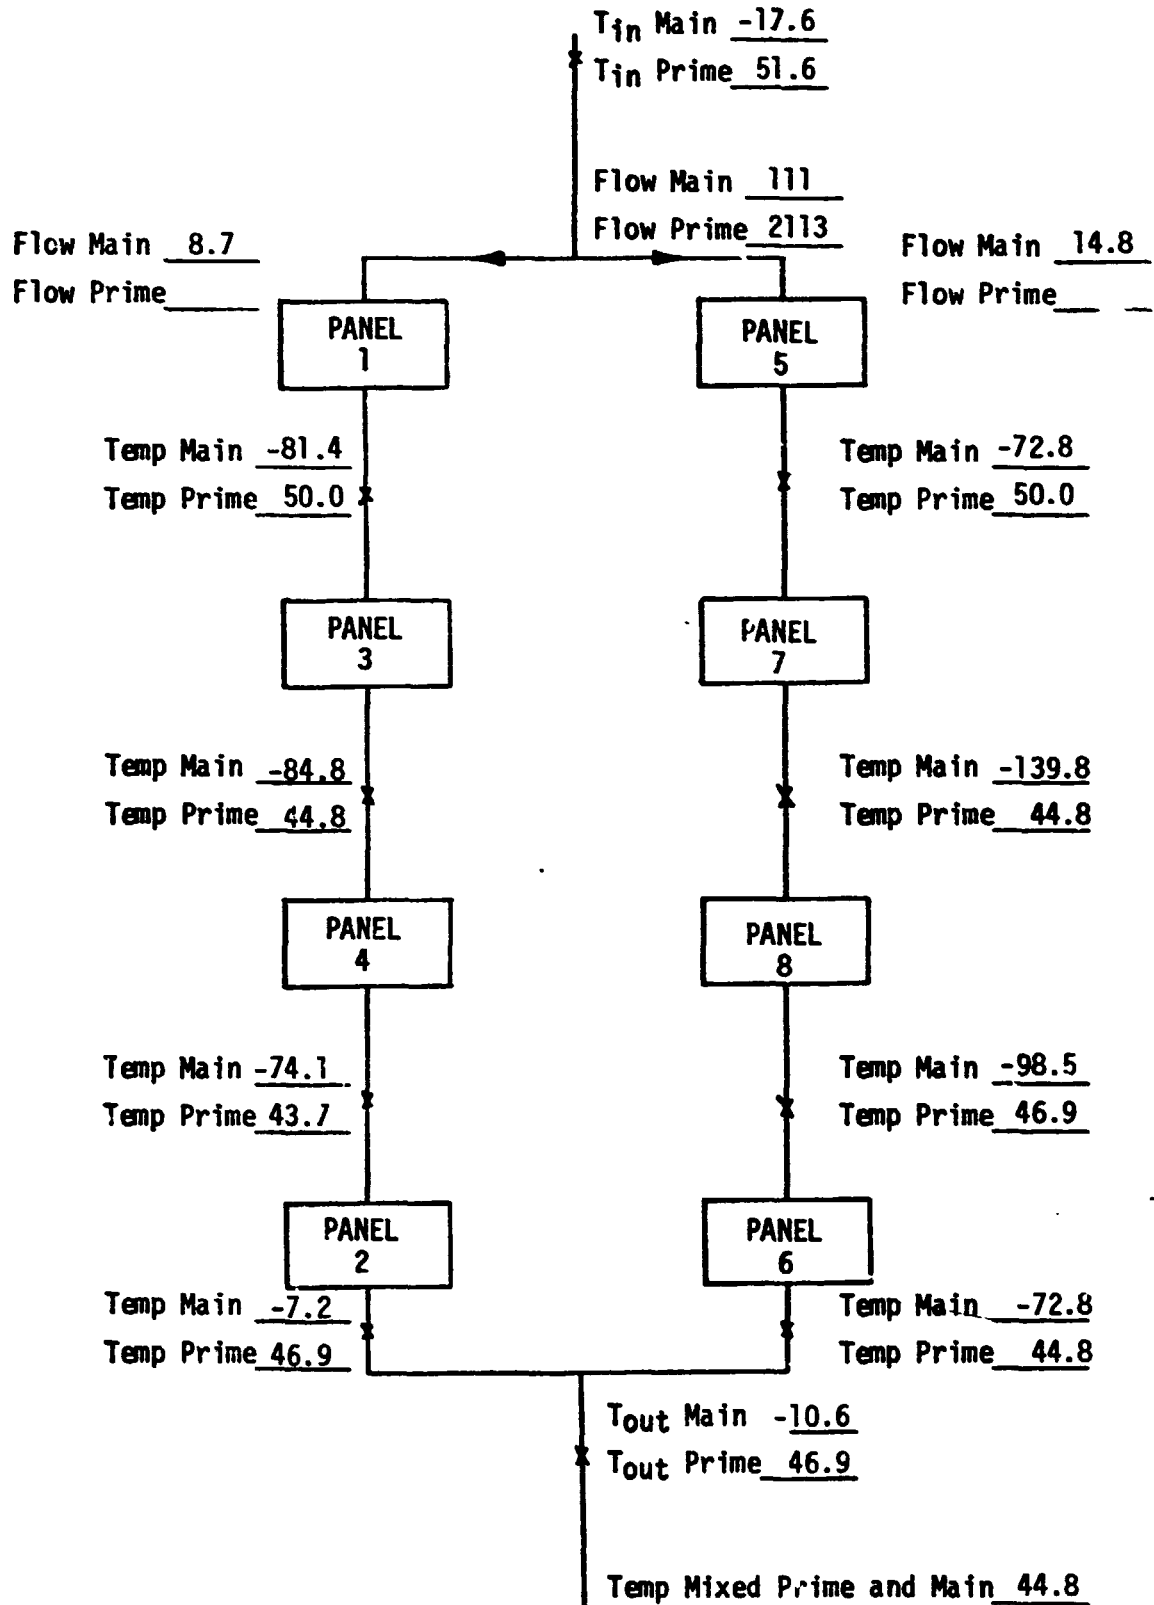 Tin Main -17.6
Tin Prime 51.6
Flow Main 111
Flow Prime 2113
Flow Main 8.7
Flow Prime
Flow Main 14.8
Flow Prime
PANEL
1
PANEL
5
Temp Main -81.4
Temp Prime 50.0
Temp Main -72.8
Temp Prime 50.0
PANEL
3
PANEL
7
Temp Main -84.8
Temp Prime 44.8
Temp Main -139.8
Temp Prime 44.8
PANEL
4
PANEL
8
Temp Main -74.1
Temp Prime 43.7
Temp Main -98.5
Temp Prime 46.9
PANEL
2
PANEL
6
Temp Main -7.2
Temp Prime 46.9
Temp Main -72.8
Temp Prime 44.8
Tout Main -10.6
Tout Prime 46.9
Temp Mixed Prime and Main 44.8